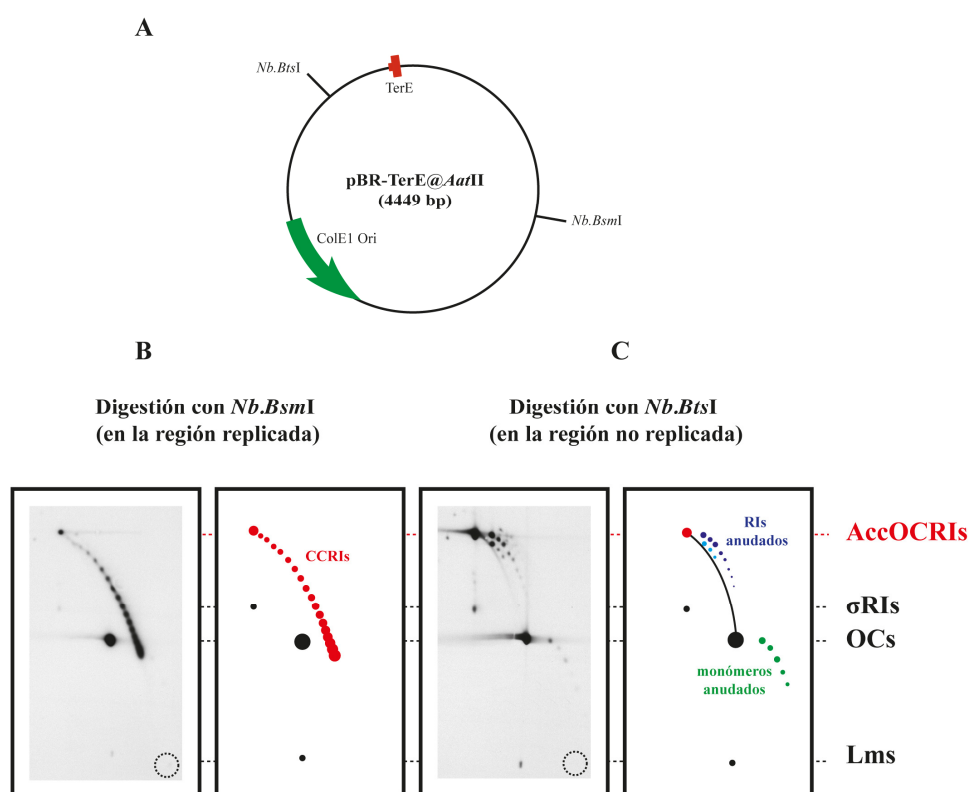 A
Nb.BtsI
TerE
pBR-TerE@AatII
(4449 bp)
Nb.BsmI
ColE1 Ori
B
C
Digestión con Nb.BsmI
(en la región replicada)
Digestión con Nb.BtsI
(en la región no replicada)
CCRIs
RIs
anudados
monómeros
anudados
AccOCRIs
σRIs
OCs
Lms